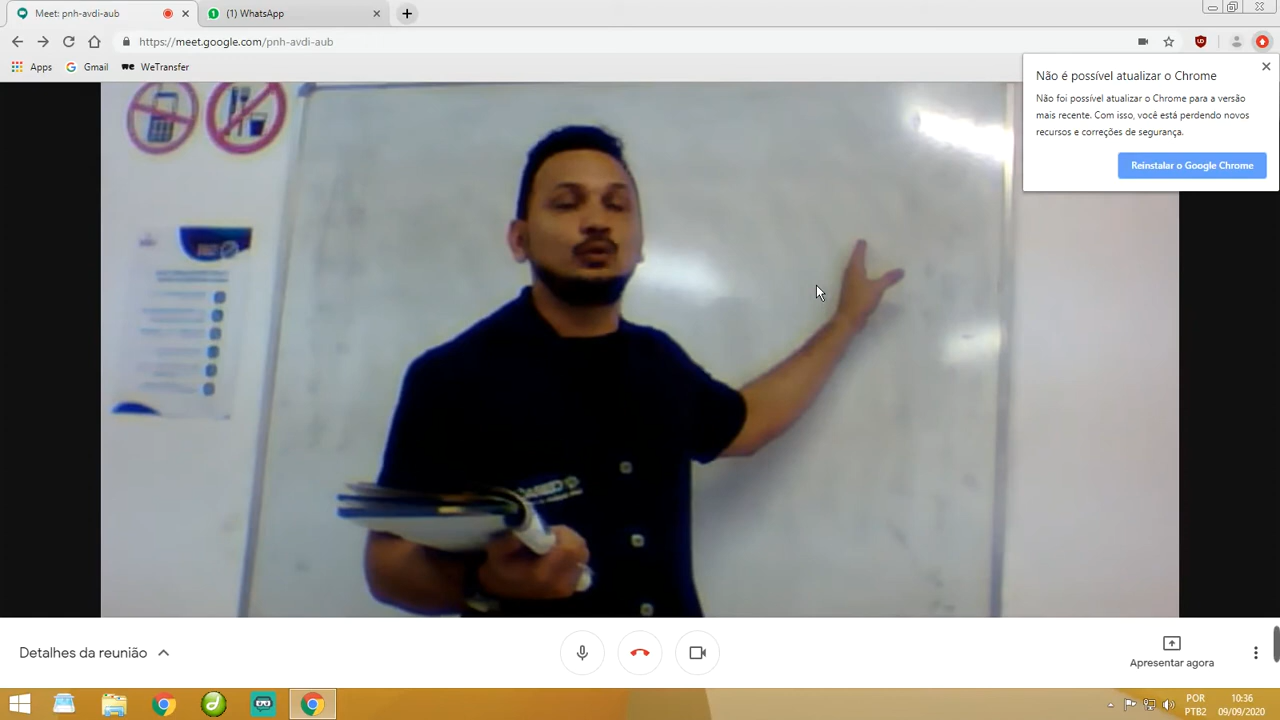 Meet: pnh-avdi-aub
(1) WhatsApp
https://meet.google.com/pnh-avdi-aub
Apps
Gmail
WeTransfer
Não é possível atualizar o Chrome
Não foi possível atualizar o Chrome para a versão
mais recente. Com isso, você está perdendo novos
recursos e correções de segurança.
Reinstalar o Google Chrome
Detalhes da reunião
Apresentar agora
POR
PTB2
10:36
09/09/2020